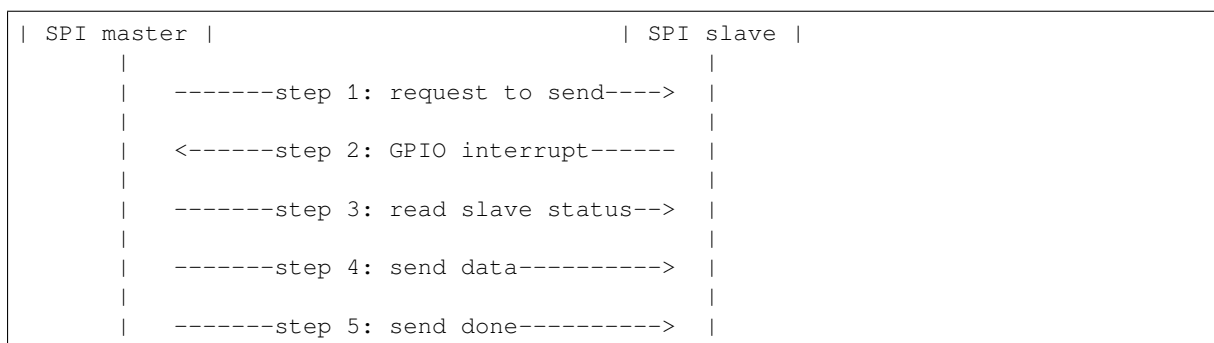 | SPI master |                            | SPI slave |
       |                                        |
       |   -------step 1: request to send---->  |
       |                                        |
       |   <------step 2: GPIO interrupt------  |
       |                                        |
       |   -------step 3: read slave status-->  |
       |                                        |
       |   -------step 4: send data---------->  |
       |                                        |
       |   -------step 5: send done---------->  |